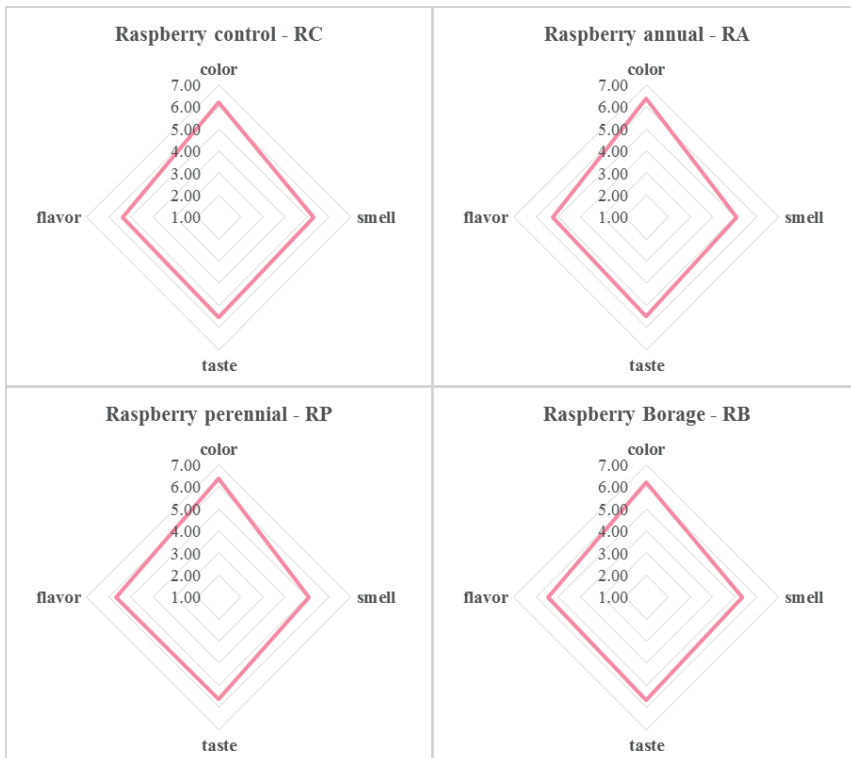 Raspberry control - RC
color
7.00
6.00
5.00
4.00
3.00
2.00
1.00
flavor
smell
taste
Raspberry annual - RA
color
7.00
6.00
5.00
4.00
3.00
2.00
1.00
flavor
smell
taste
Raspberry perennial - RP
color
7.00
6.00
5.00
4.00
3.00
2.00
1.00
flavor
smell
taste
Raspberry Borage - RB
color
7.00
6.00
5.00
4.00
3.00
2.00
1.00
flavor
smell
taste